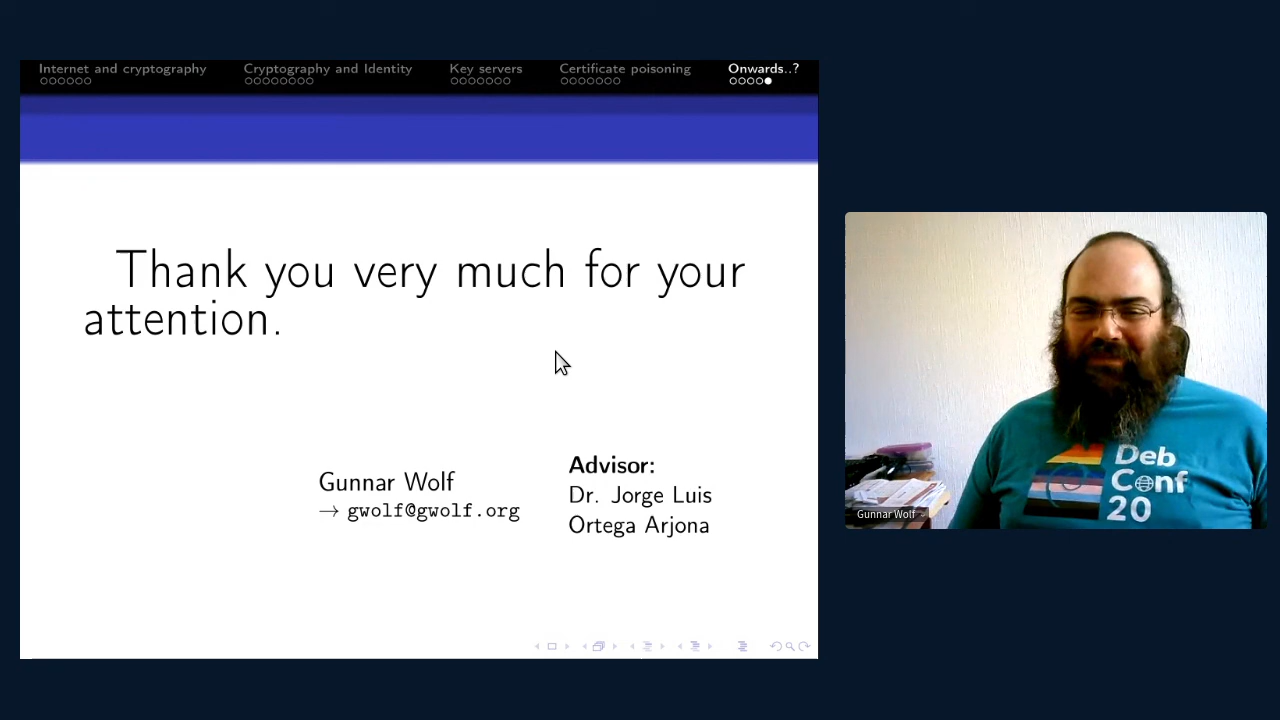 Internet and cryptography
Cryptography and Identity
Key servers
Certificate poisoning
Onwards..?
Thank you very much for your
attention.
Gunnar Wolf
→ gwolf@gwolf.org
Advisor:
Dr. Jorge Luis
Ortega Arjona
Deb
Conf
20
Gunnar Wolf